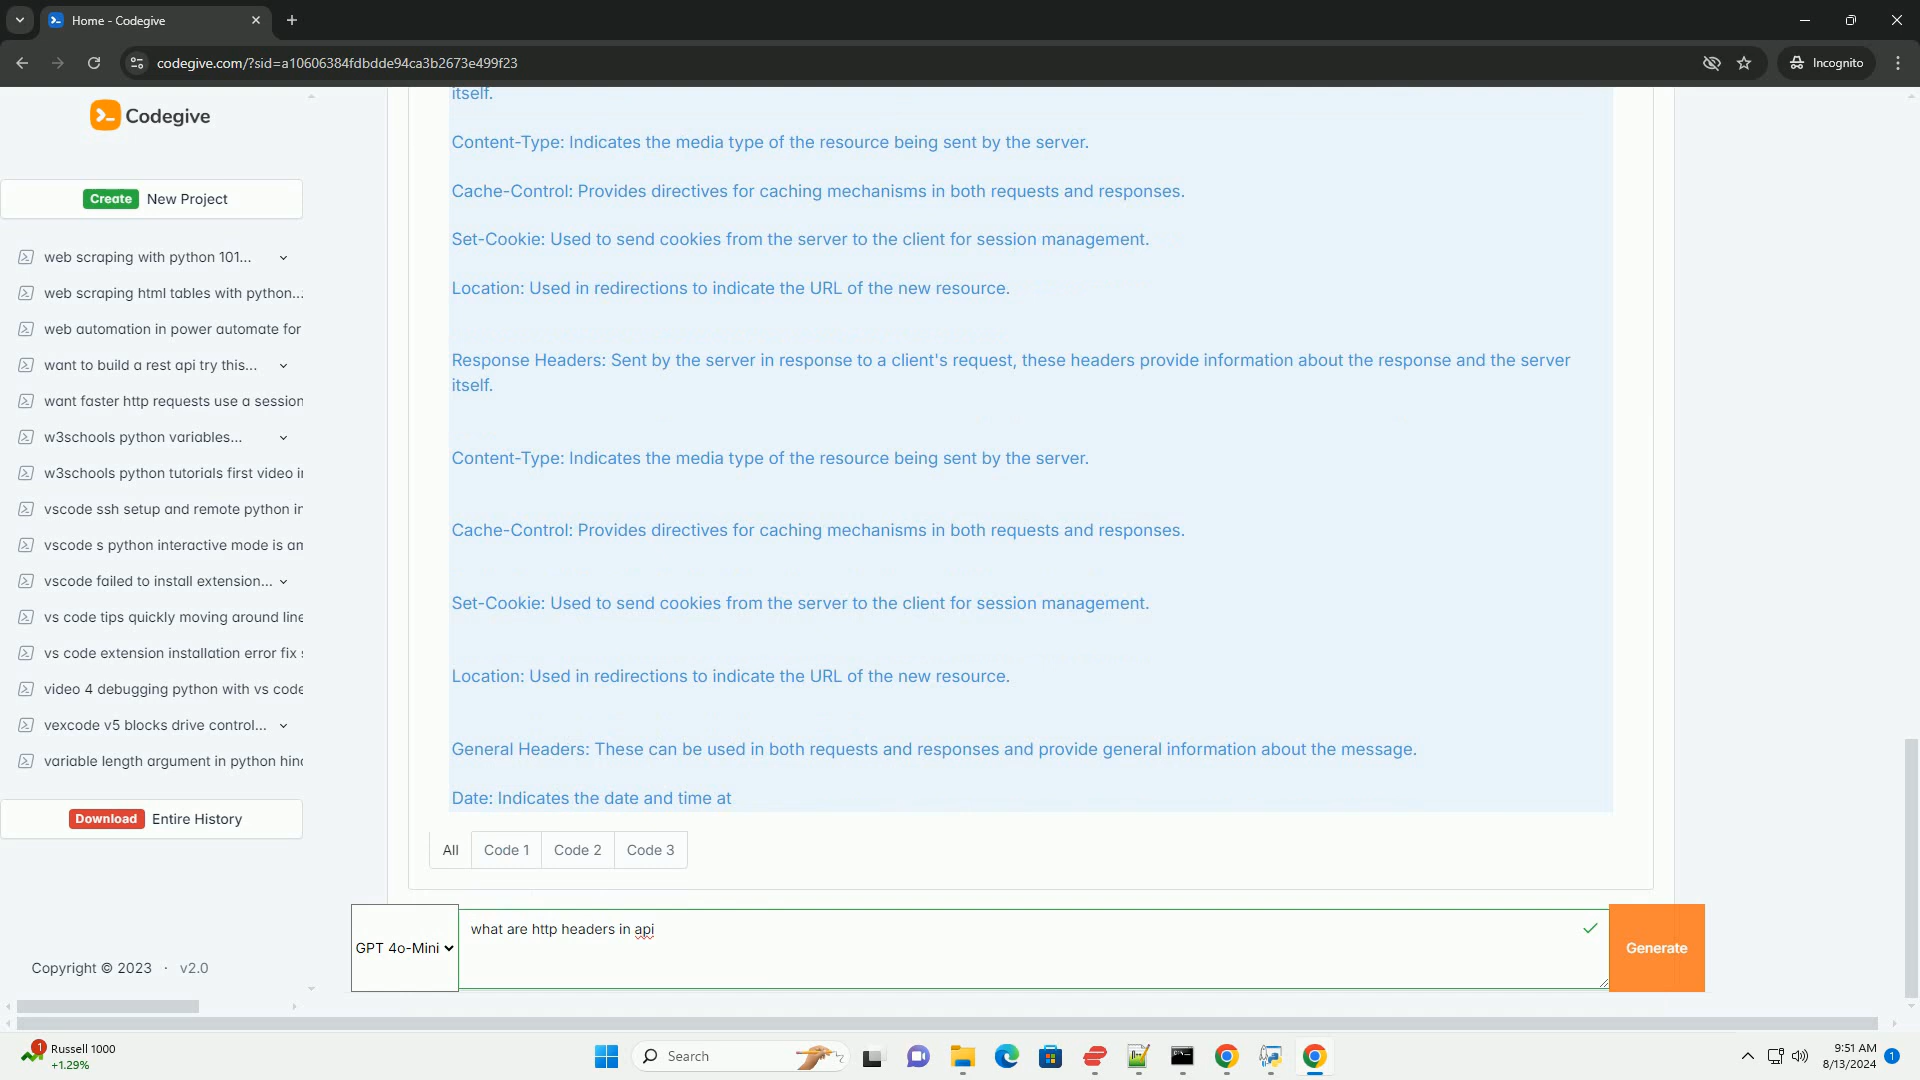 Home - Codegive
codegive.com/?sid=a10606384fdbdde94ca3b2673e499f23
Incognito
Codegive
Create New Project
web scraping with python 101...
web scraping html tables with python...
web automation in power automate for
want to build a rest api try this...
want faster http requests use a session
w3schools python variables...
w3schools python tutorials first video i
vscode ssh setup and remote python in
vscode s python interactive mode is am
vscode failed to install extension...
vs code tips quickly moving around line
vs code extension installation error fix
video 4 debugging python with vs code
vexcode v5 blocks drive control...
variable length argument in python hin
Download Entire History
Copyright © 2023 · v2.0
itself.
Content-Type: Indicates the media type of the resource being sent by the server.
Cache-Control: Provides directives for caching mechanisms in both requests and responses.
Set-Cookie: Used to send cookies from the server to the client for session management.
Location: Used in redirections to indicate the URL of the new resource.
Response Headers: Sent by the server in response to a client's request, these headers provide information about the response and the server
itself.
Content-Type: Indicates the media type of the resource being sent by the server.
Cache-Control: Provides directives for caching mechanisms in both requests and responses.
Set-Cookie: Used to send cookies from the server to the client for session management.
Location: Used in redirections to indicate the URL of the new resource.
General Headers: These can be used in both requests and responses and provide general information about the message.
Date: Indicates the date and time at
All Code 1 Code 2 Code 3
GPT 4o-Mini
what are http headers in api
Generate
1
Russell 1000
+1.29%
Search
9:51 AM
8/13/2024
1